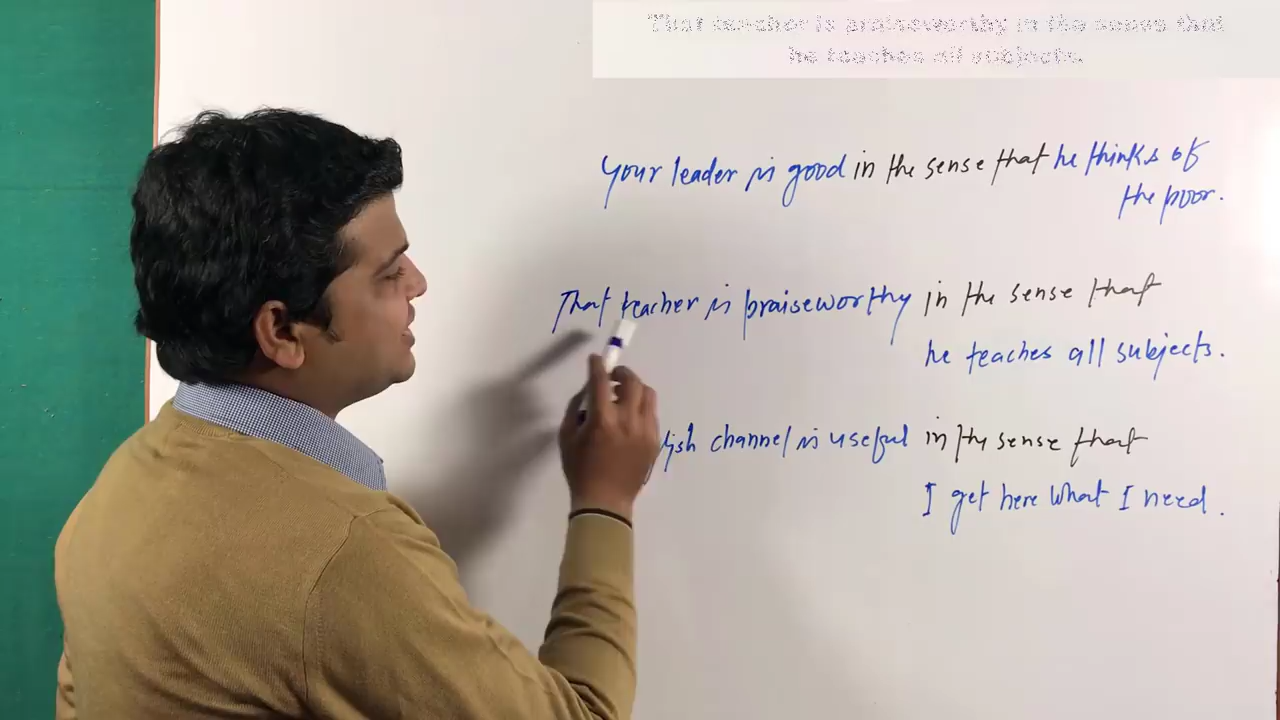 That teacher is praiseworthy in the sense that
he teaches all subjects.
Your leader is good in the sense that he thinks of
the poor.
That teacher is praiseworthy in the sense that
he teaches all subjects.
channel is useful in the sense that
I get here what I need.